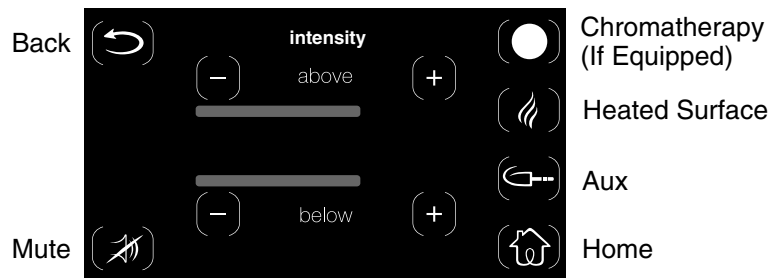 Back
intensity
Chromatherapy
(If Equipped)
− above +
Heated Surface
Aux
− below +
Mute
Home